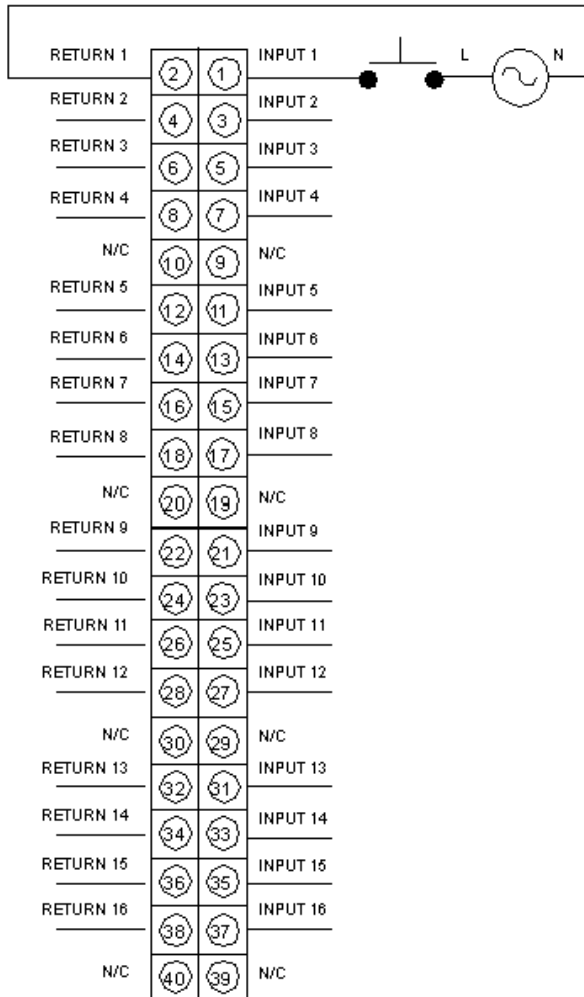 RETURN 1 2 1 INPUT 1 L N
RETURN 2 4 3 INPUT 2
RETURN 3 6 5 INPUT 3
RETURN 4 8 7 INPUT 4
N/C 10 9 N/C
RETURN 5 12 11 INPUT 5
RETURN 6 14 13 INPUT 6
RETURN 7 16 15 INPUT 7
RETURN 8 18 17 INPUT 8
N/C 20 19 N/C
RETURN 9 22 21 INPUT 9
RETURN 10 24 23 INPUT 10
RETURN 11 26 25 INPUT 11
RETURN 12 28 27 INPUT 12
N/C 30 29 N/C
RETURN 13 32 31 INPUT 13
RETURN 14 34 33 INPUT 14
RETURN 15 36 35 INPUT 15
RETURN 16 38 37 INPUT 16
N/C 40 39 N/C